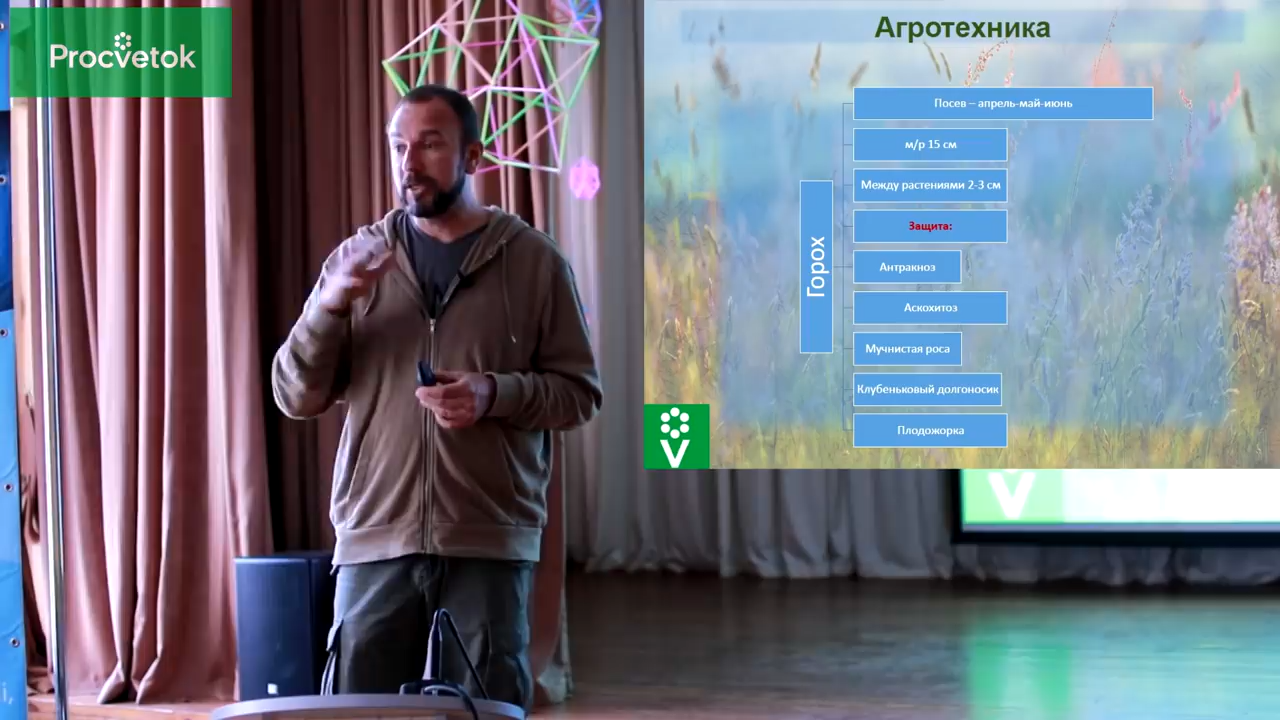 Procvetok
Агротехника
Горох
Посев – апрель-май-июнь
м/р 15 см
Между растениями 2-3 см
Защита:
Антракноз
Аскохитоз
Мучнистая роса
Клубеньковый долгоносик
Плодожорка